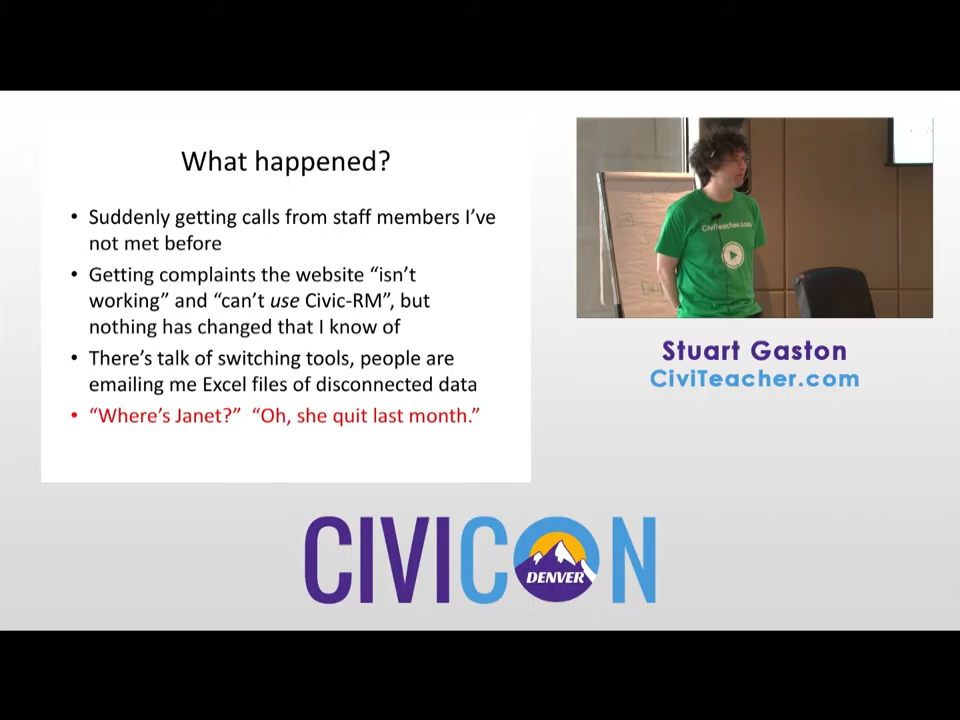 What happened?
• Suddenly getting calls from staff members I’ve
not met before
• Getting complaints the website “isn’t
working” and “can’t use Civic-RM”, but
nothing has changed that I know of
• There’s talk of switching tools, people are
emailing me Excel files of disconnected data
• “Where’s Janet?” “Oh, she quit last month.”
CiviTeacher.com
Stuart Gaston
CiviTeacher.com
CIVICON
DENVER